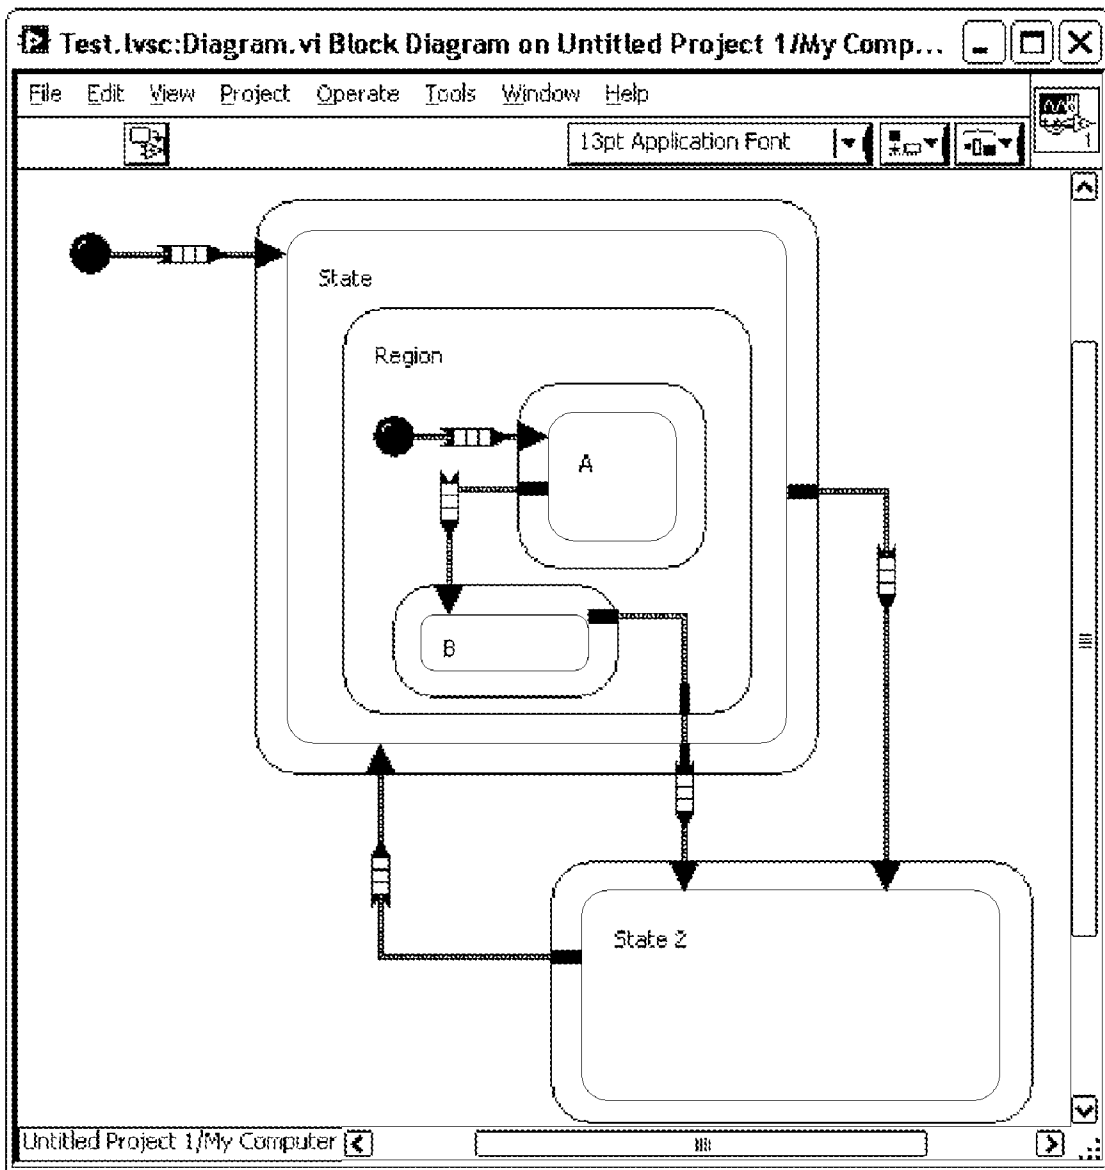 Test.lvsc:Diagram.vi Block Diagram on Untitled Project 1/My Comp...
File Edit View Project Operate Tools Window Help
13pt Application Font
1
State
Region
A
B
State 2
Untitled Project 1/My Computer